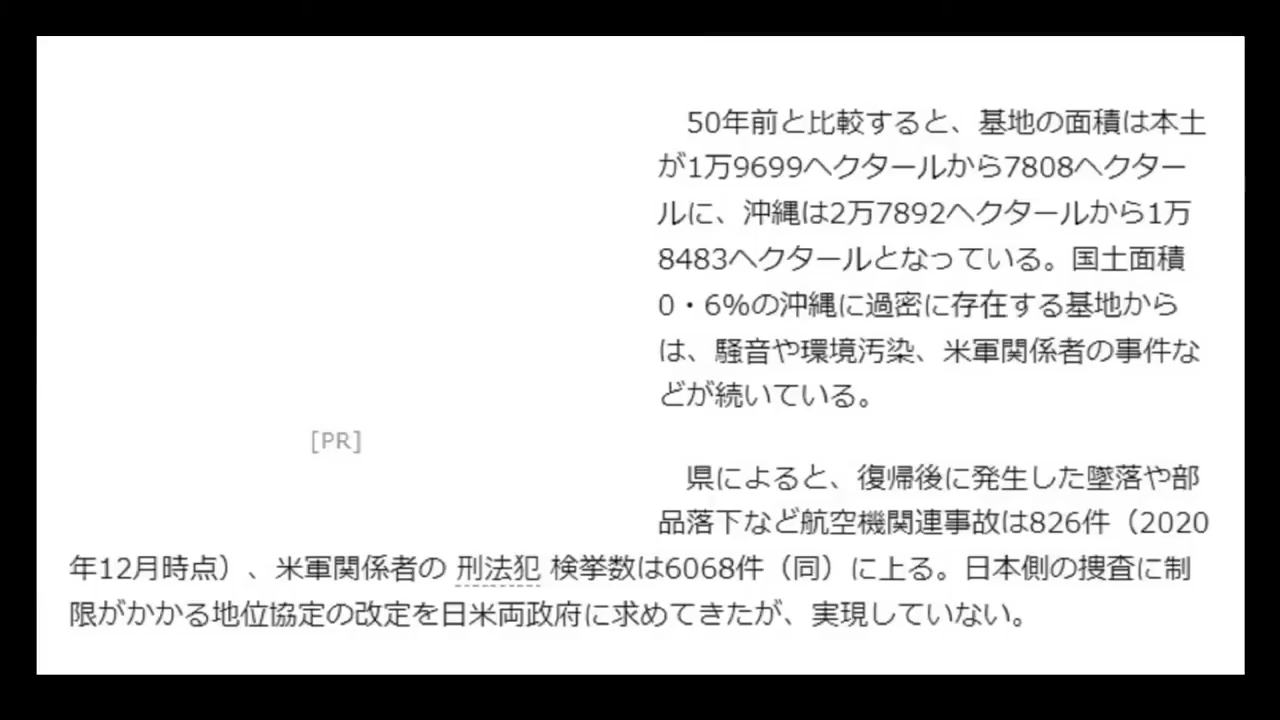 50年前と比較すると、基地の面積は本土
が1万9699ヘクタールから7808ヘクター
ルに、沖縄は2万7892ヘクタールから1万
8483ヘクタールとなっている。国土面積
0・6%の沖縄に過密に存在する基地から
は、騒音や環境汚染、米軍関係者の事件な
どが続いている。
[PR]
県によると、復帰後に発生した墜落や部
品落下など航空機関連事故は826件（2020
年12月時点）、米軍関係者の 刑法犯 検挙数は6068件（同）に上る。日本側の捜査に制
限がかかる地位協定の改定を日米両政府に求めてきたが、実現していない。